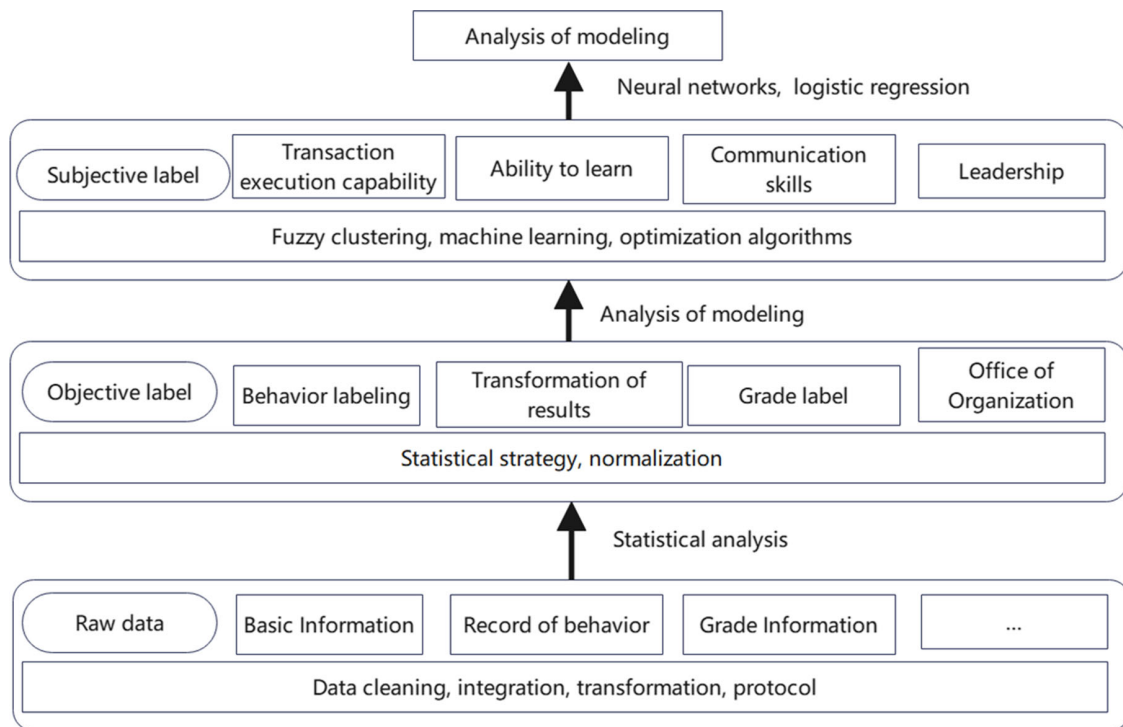 Analysis of modeling
Neural networks, logistic regression
Subjective label
Transaction
execution capability
Ability to learn
Communication
skills
Leadership
Fuzzy clustering, machine learning, optimization algorithms
Analysis of modeling
Objective label
Behavior labeling
Transformation of
results
Grade label
Office of
Organization
Statistical strategy, normalization
Statistical analysis
Raw data
Basic Information
Record of behavior
Grade Information
...
Data cleaning, integration, transformation, protocol